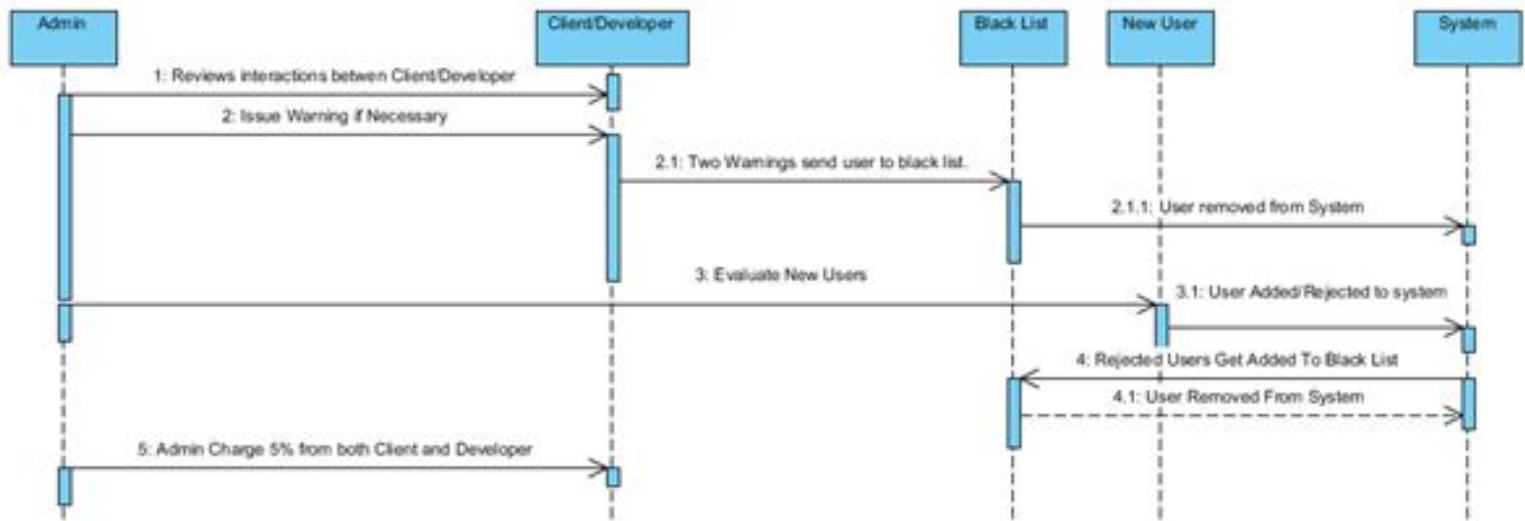 Admin
Client/Developer
Black List
New User
System
1: Reviews interactions betwen Client/Developer
2: Issue Warning if Necessary
2.1: Two Warnings send user to black list.
2.1.1: User removed from System
3: Evaluate New Users
3.1: User Added/Rejected to system
4: Rejected Users Get Added To Black List
4.1: User Removed From System
5: Admin Charge 5% from both Client and Developer